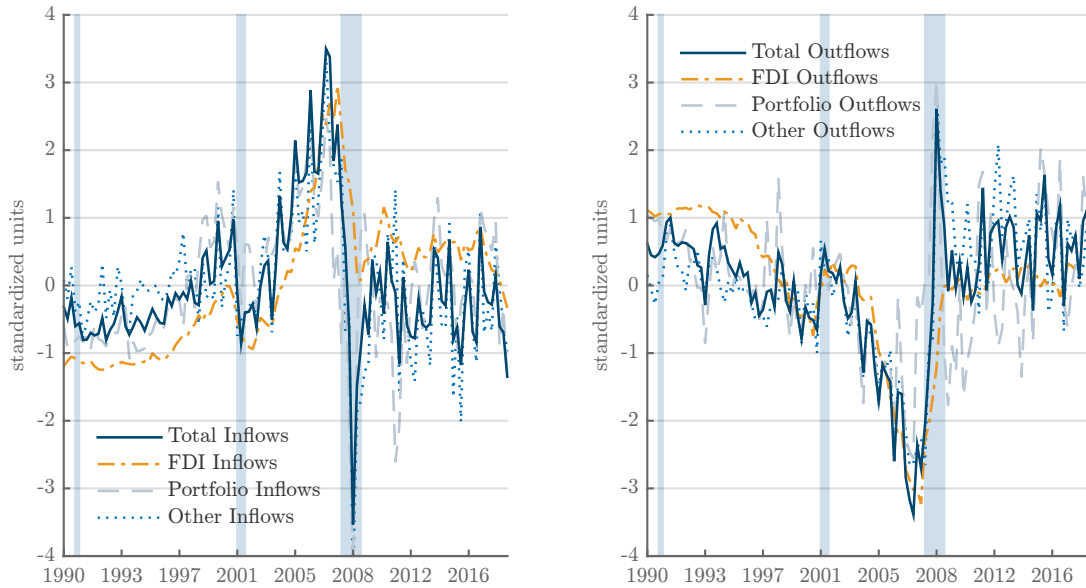 4
3
2
1
0
-1
-2
-3
-4
standardized units
Total Inflows
FDI Inflows
Portfolio Inflows
Other Inflows
1990 1993 1997 2001 2005 2008 2012 2016
4
3
2
1
0
-1
-2
-3
-4
standardized units
Total Outflows
FDI Outflows
Portfolio Outflows
Other Outflows
1990 1993 1997 2001 2005 2008 2012 2016